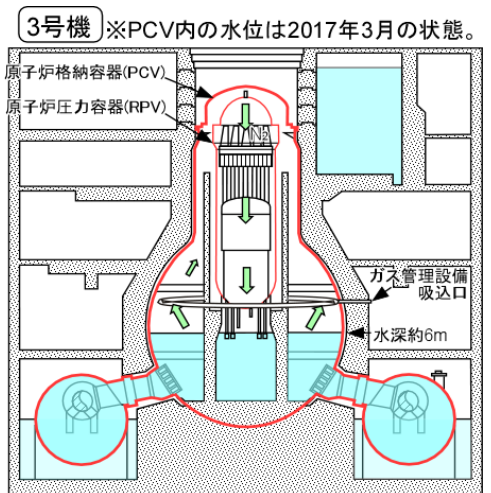 3号機 ※PCV内の水位は2017年3月の状態。
原子炉格納容器(PCV)
原子炉圧力容器(RPV)
N2
ガス管理設備
吸込口
水深約6m